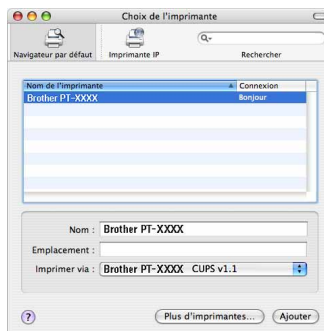 Choix de l'imprimante
Navigateur par défaut Imprimante IP Rechercher
Nom de l'imprimante Connexion
Brother PT-XXXX Bonjour
Nom : Brother PT-XXXX
Emplacement :
Imprimer via : Brother PT-XXXX CUPS v1.1
? Plus d'imprimantes... Ajouter